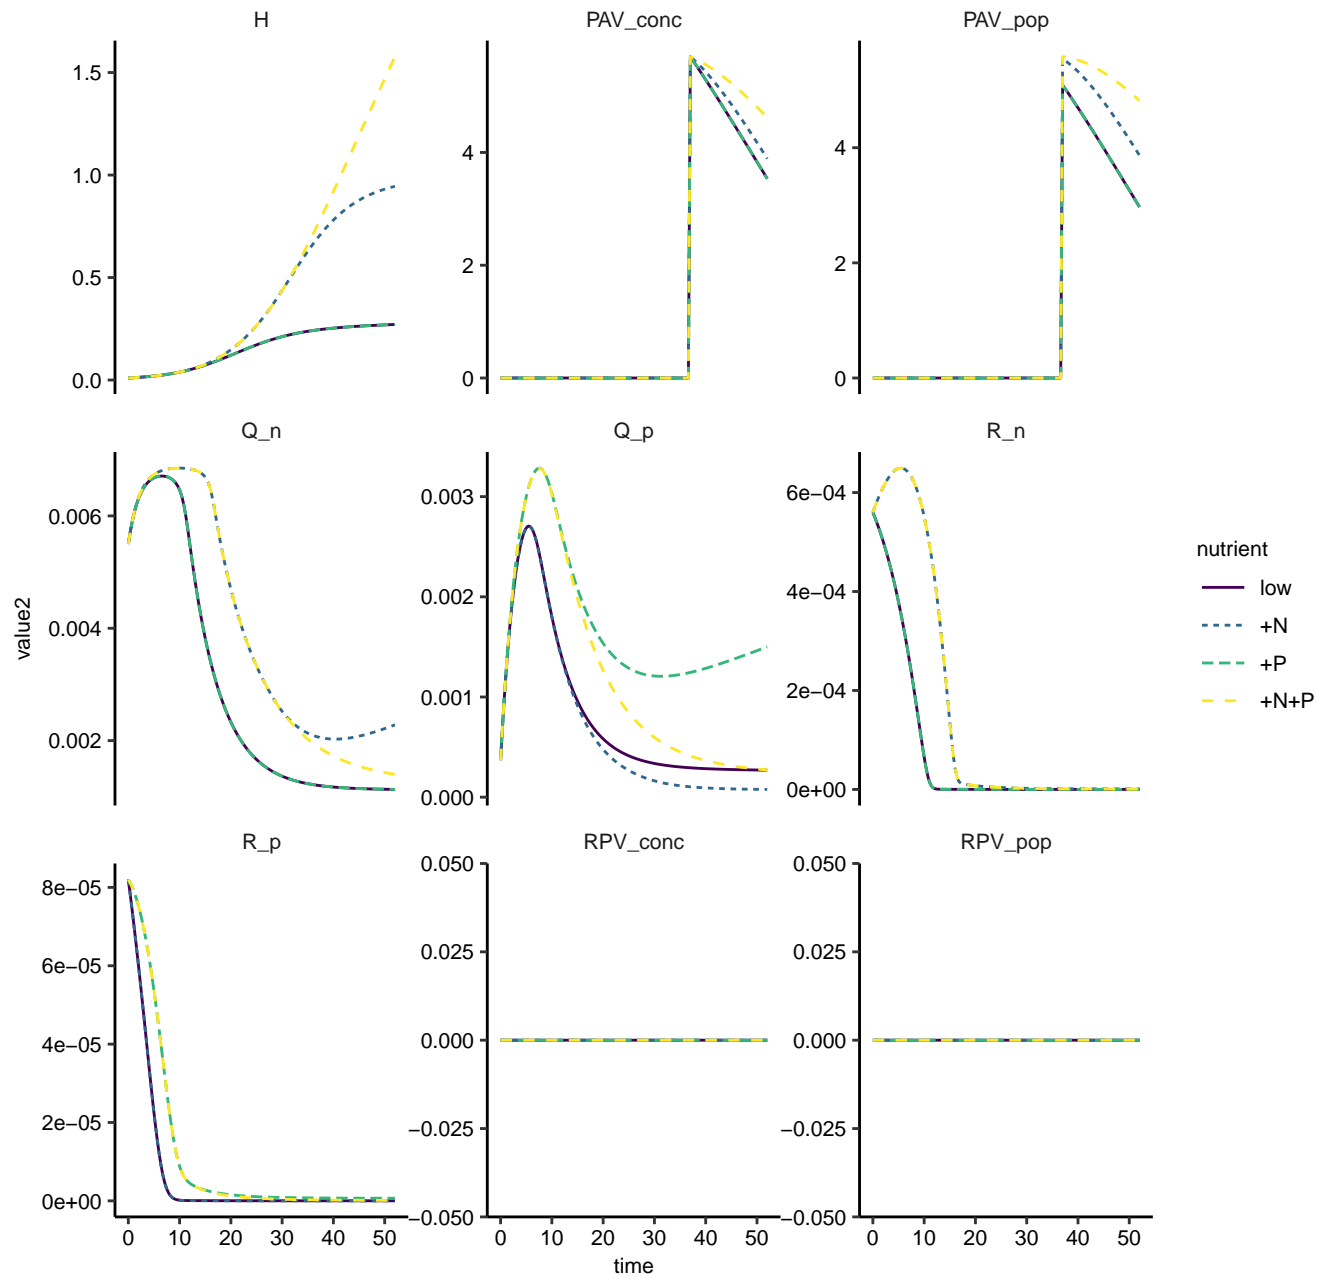 H
PAV_conc
PAV_pop
1.5
1.0
0.5
0.0
4
2
0
4
2
0
Q_n
Q_p
R_n
0.006
0.004
0.002
0.003
0.002
0.001
0.000
6e−04
4e−04
2e−04
0e+00
R_p
RPV_conc
RPV_pop
8e−05
6e−05
4e−05
2e−05
0e+00
0.050
0.025
0.000
−0.025
−0.050
0.050
0.025
0.000
−0.025
−0.050
0 10 20 30 40 50
0 10 20 30 40 50
0 10 20 30 40 50
time
value2
nutrient
low
+N
+P
+N+P